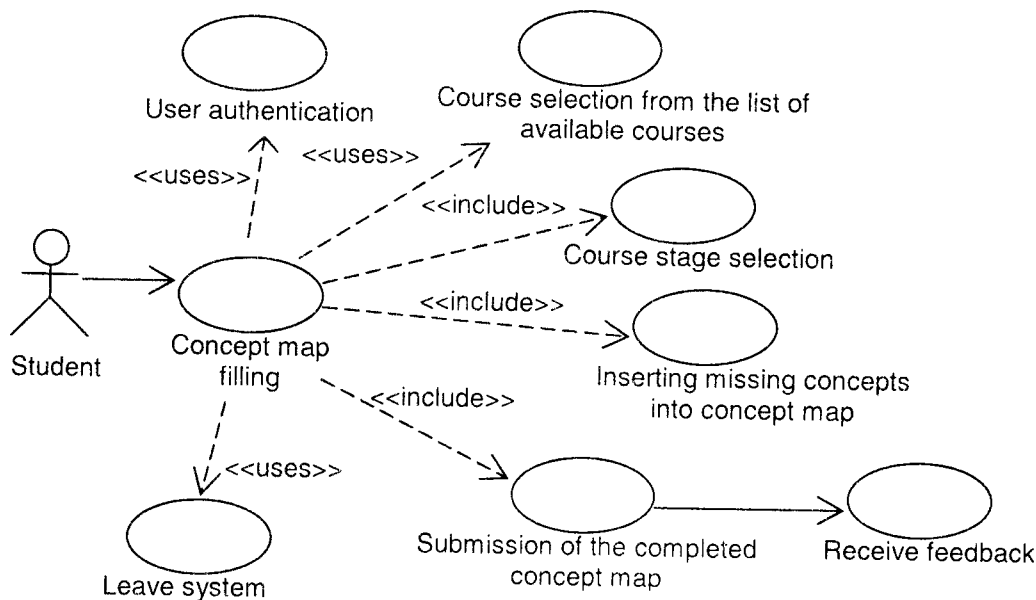 User authentication
Course selection from the list of
available courses
<<uses>>
<<uses>>
<<include>>
Course stage selection
<<include>>
Student
Concept map
filling
Inserting missing concepts
into concept map
<<include>>
<<uses>>
Submission of the completed
concept map
Receive feedback
Leave system